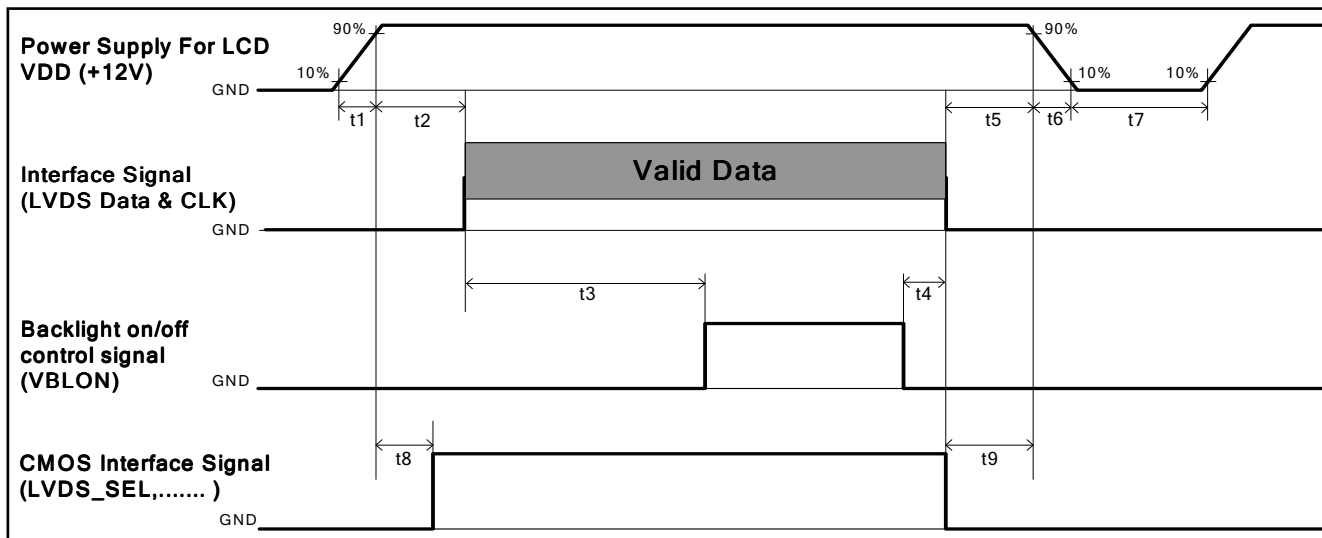 90%
90%
Power Supply For LCD
VDD (+12V)
10%
10%
10%
GND
t1
t2
t5
t6
t7
Valid Data
Interface Signal
(LVDS Data & CLK)
GND
t3
t4
Backlight on/off
control signal
(VBLON)
GND
t8
t9
CMOS Interface Signal
(LVDS_SEL,....... )
GND